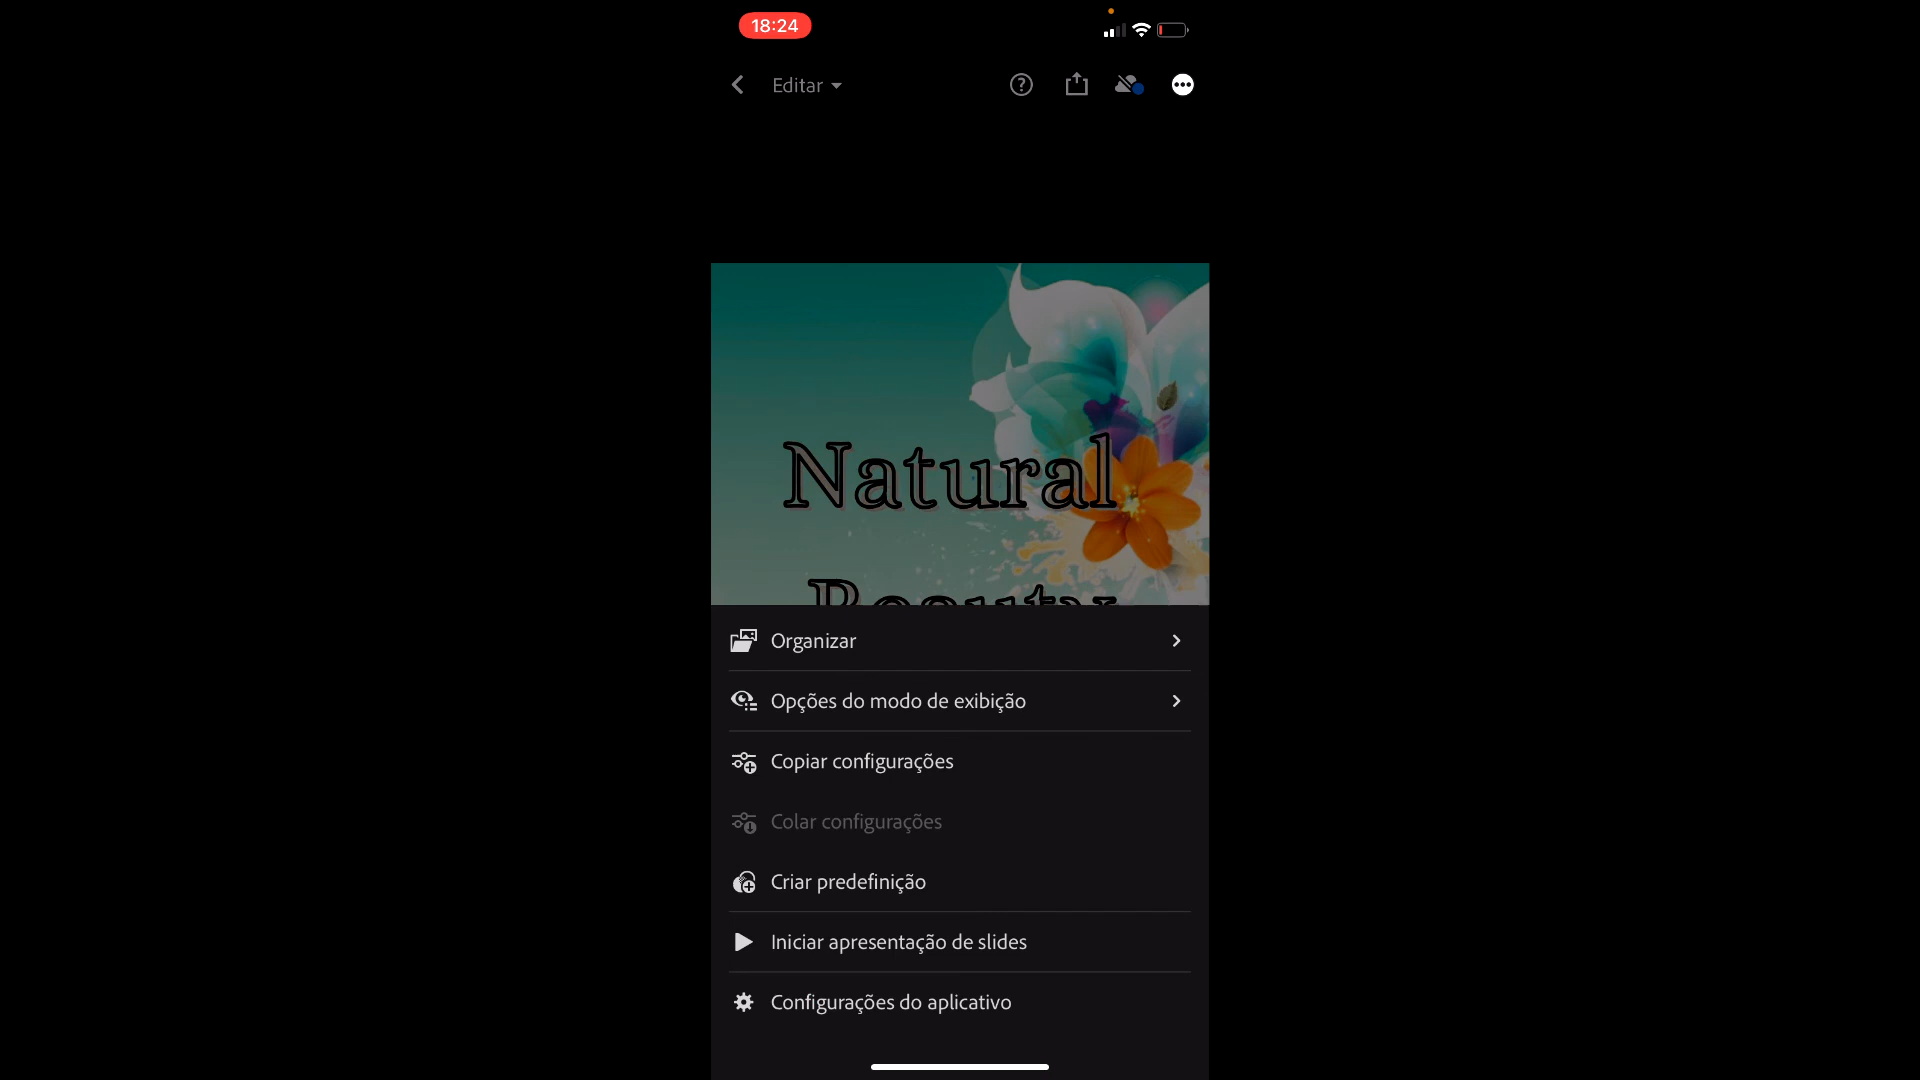 18:24
Editar
Natural
Beauty
Organizar
Opções do modo de exibição
Copiar configurações
Colar configurações
Criar predefinição
Iniciar apresentação de slides
Configurações do aplicativo